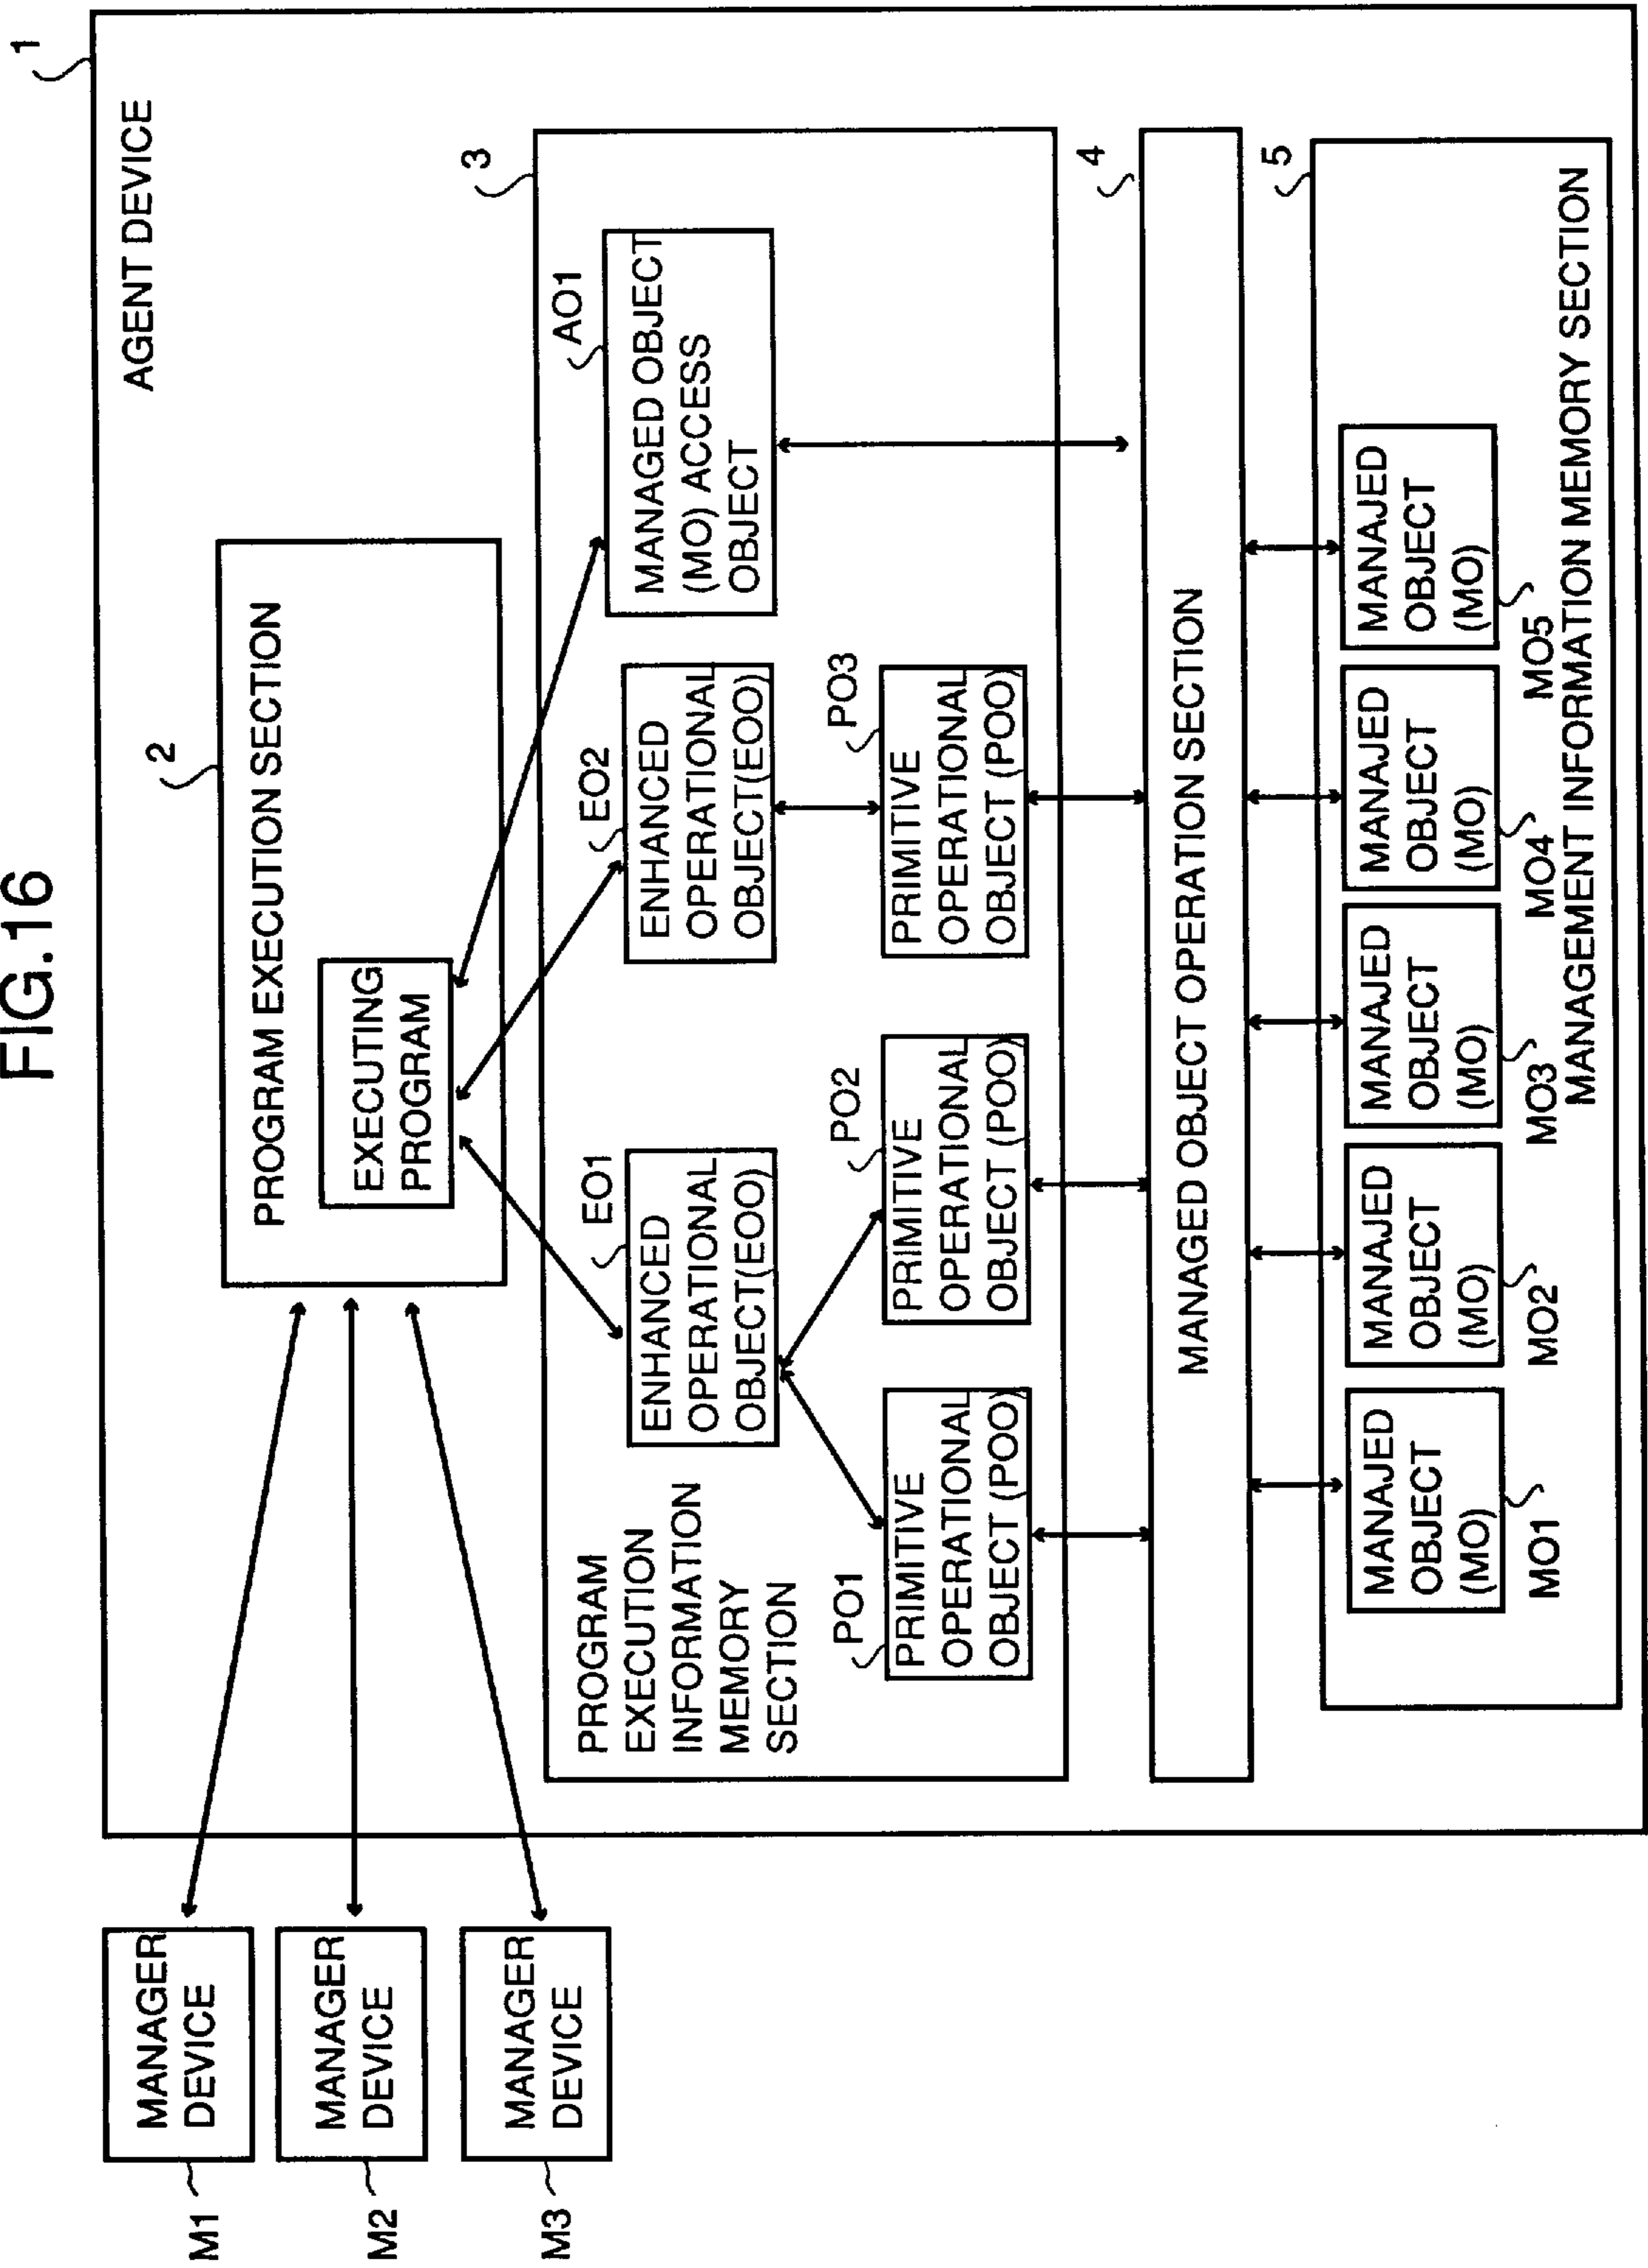 FIG.16
1
AGENT DEVICE
2
PROGRAM EXECUTION SECTION
EXECUTING
PROGRAM
MANAGER
DEVICE
M1
MANAGER
DEVICE
M2
MANAGER
DEVICE
M3
3
PROGRAM
EXECUTION
INFORMATION
MEMORY
SECTION
EO1
ENHANCED
OPERATIONAL
OBJECT(EOO)
EO2
ENHANCED
OPERATIONAL
OBJECT(EOO)
AO1
MANAGED OBJECT
(MO) ACCESS
OBJECT
PO1
PRIMITIVE
OPERATIONAL
OBJECT (POO)
PO2
PRIMITIVE
OPERATIONAL
OBJECT (POO)
PO3
PRIMITIVE
OPERATIONAL
OBJECT (POO)
4
MANAGED OBJECT OPERATION SECTION
5
MANAJED
OBJECT
(MO)
MO1
MANAJED
OBJECT
(MO)
MO2
MANAJED
OBJECT
(MO)
MO3
MANAJED
OBJECT
(MO)
MO4
MANAJED
OBJECT
(MO)
MO5
MANAGEMENT INFORMATION MEMORY SECTION